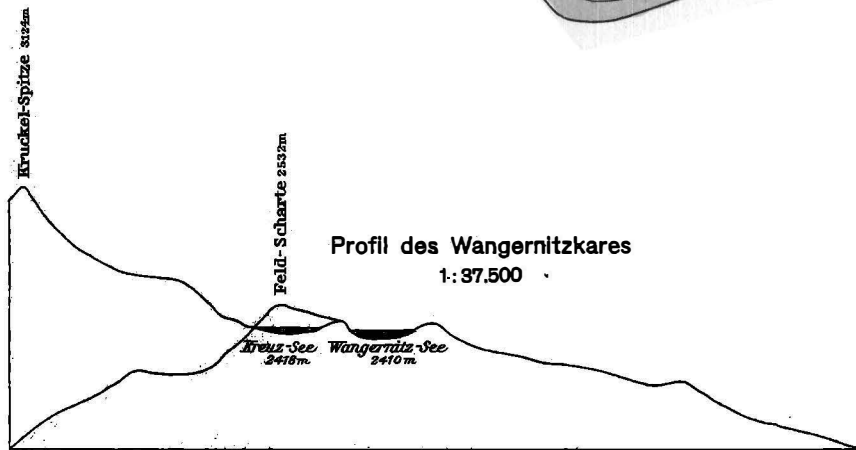 Kruckel-Spitze 3124m
Feld-Scharte 2532m
Profil des Wangernitzkares
1:37.500
Kreuz-See Wangernitz-See
2418m 2410m